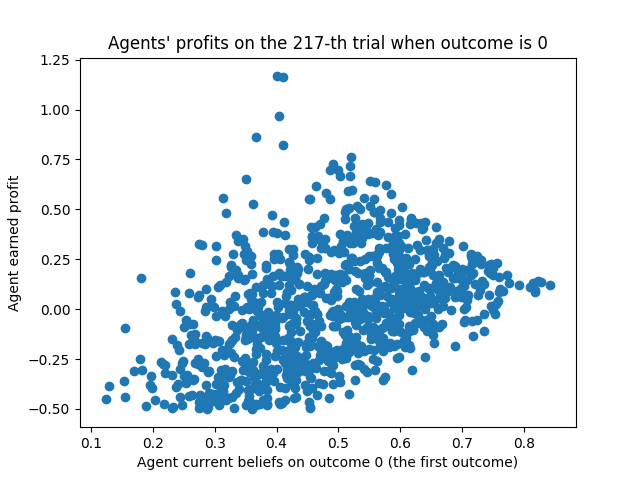 Agents' profits on the 217-th trial when outcome is 0
1.25
1.00
0.75
0.50
0.25
0.00
−0.25
−0.50
Agent earned profit
0.1 0.2 0.3 0.4 0.5 0.6 0.7 0.8
Agent current beliefs on outcome 0 (the first outcome)